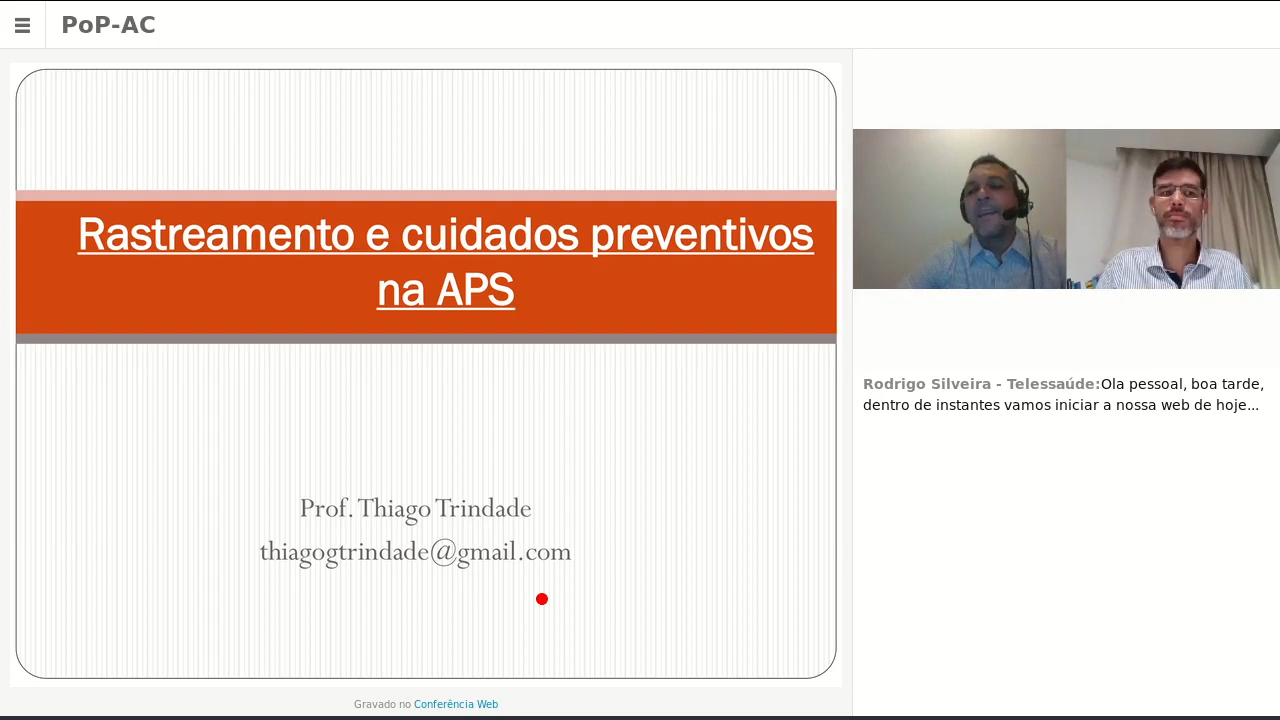 PoP-AC
Rastreamento e cuidados preventivos
na APS
Prof. Thiago Trindade
thiagogtrindade@gmail.com
Gravado no Conferência Web
Rodrigo Silveira - Telessaúde:Ola pessoal, boa tarde,
dentro de instantes vamos iniciar a nossa web de hoje...